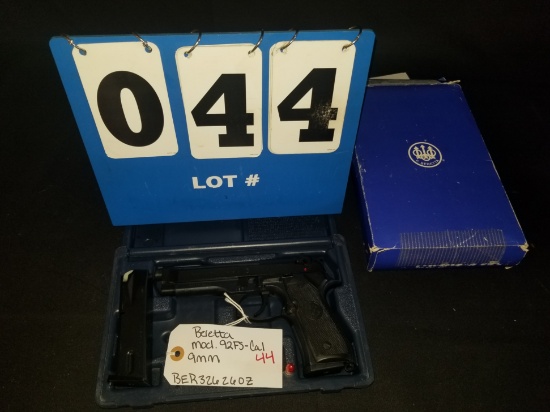 044
LOT #
Beretta
mod. 92FS-Cal
9mm 44
BER326260Z